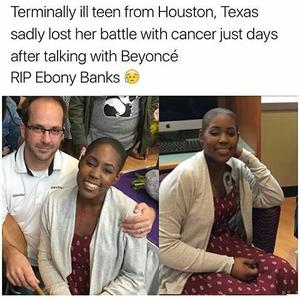 Terminally ill teen from Houston, Texas
sadly lost her battle with cancer just days
after talking with Beyoncé
RIP Ebony Banks 😥